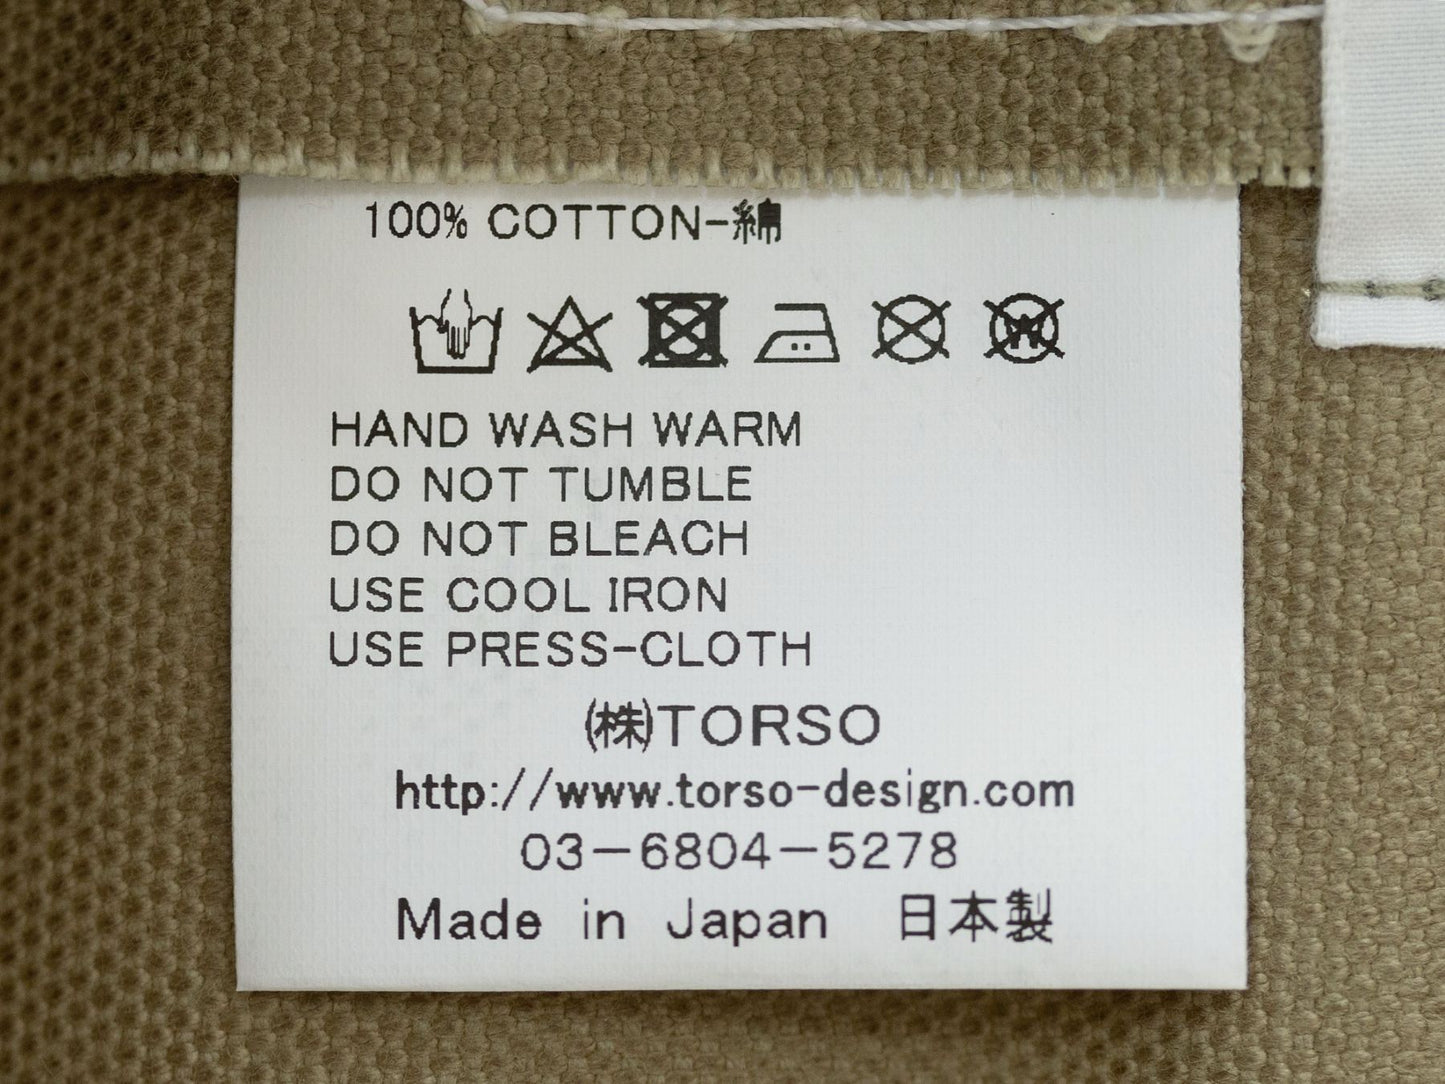 100% COTTON-綿
W
HAND WASH WARM
DO NOT TUMBLE
DO NOT BLEACH
USE COOL IRON
USE PRESS-CLOTH
(株)TORSO
http://www.torso-design.com
03-6804-5278
Made in Japan 日本製